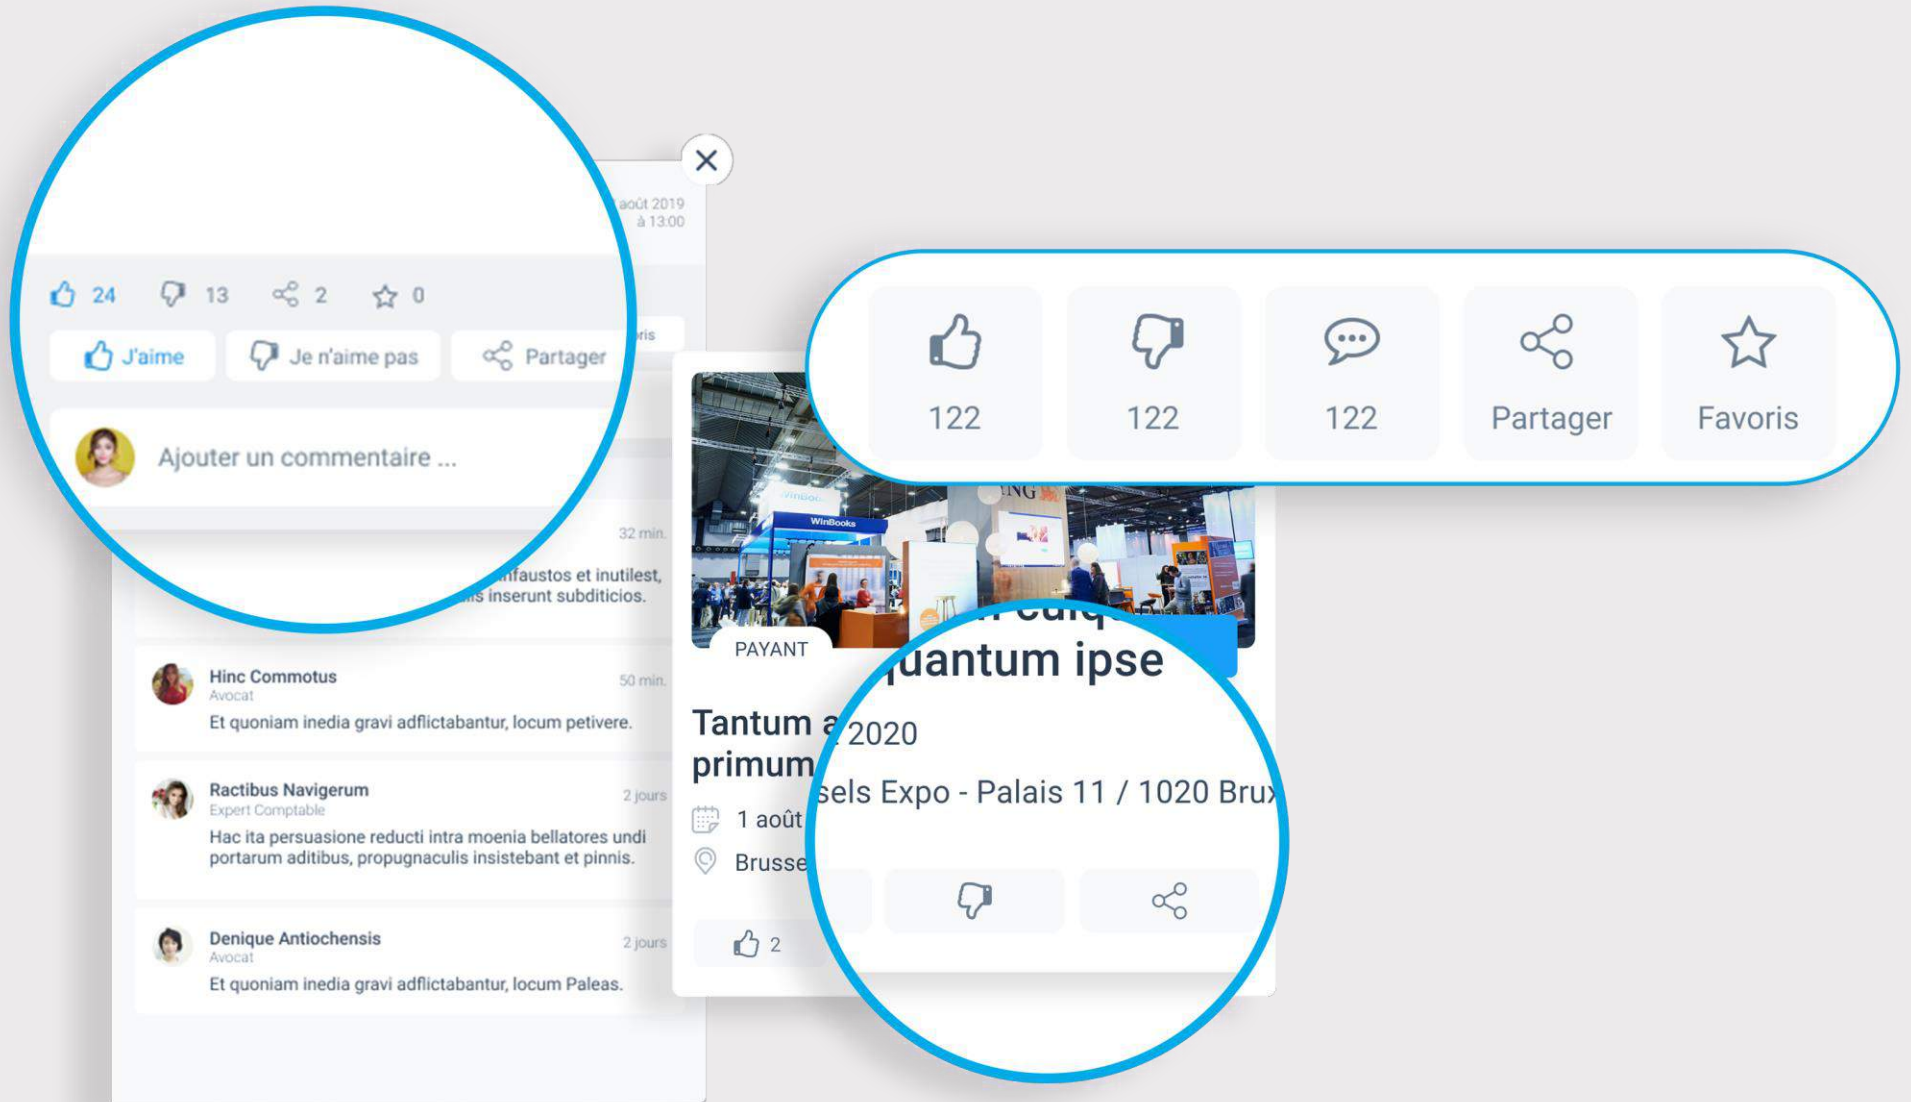 août 2019
à 13:00
24
13
2
0
ris
J'aime
Je n'aime pas
Partager
Ajouter un commentaire ...
32 min.
nfaustos et inutilest,
is inserunt subditicios.
Hinc Commotus
50 min.
Avocat
Et quoniam inedia gravi adflictabantur, locum petivere.
Ractibus Navigerum
2 jours
Expert Comptable
Hac ita persuasione reducti intra moenia bellatores undi
portarum aditibus, propugnaculis insistebant et pinnis.
Denique Antiochensis
2 jours
Avocat
Et quoniam inedia gravi adflictabantur, locum Paleas.
122
122
122
Partager
Favoris
WinBooks
NG
PAYANT
Tantum a
primum
1 août
Brusse
2
quantum ipse
2020
sels Expo - Palais 11 / 1020 Brux